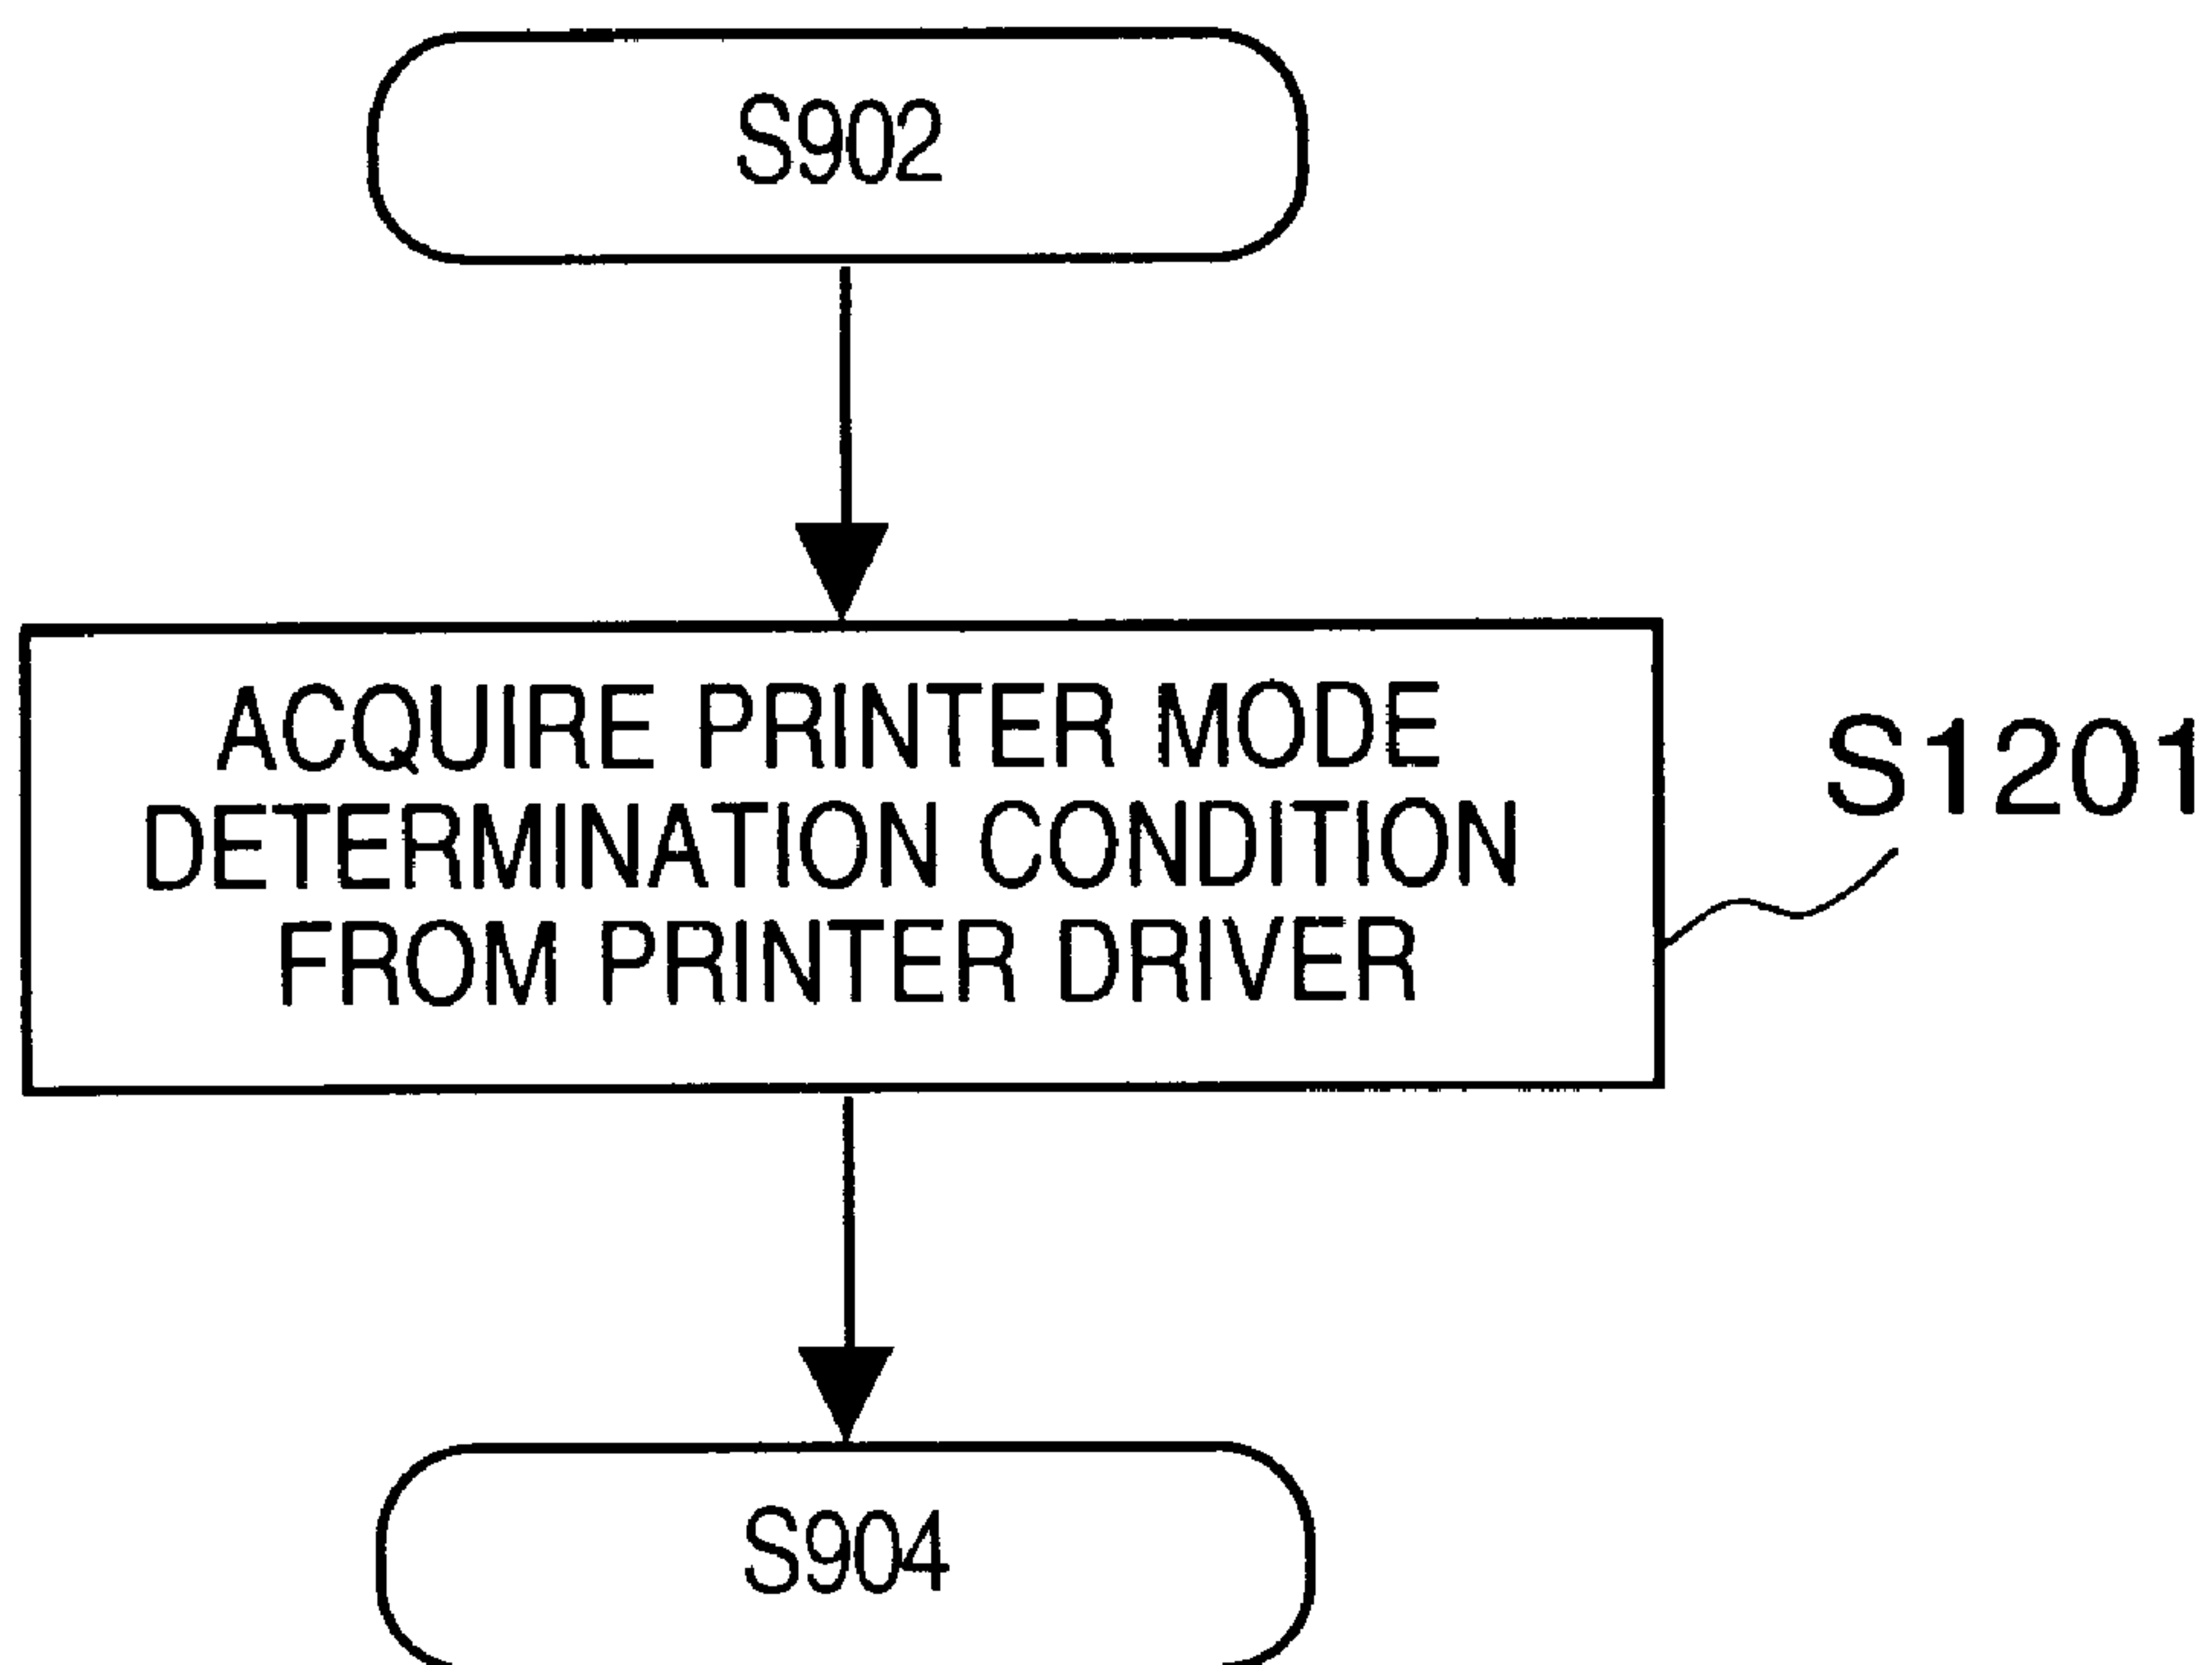 S902
ACQUIRE PRINTER MODE
DETERMINATION CONDITION
FROM PRINTER DRIVER
S1201
S904